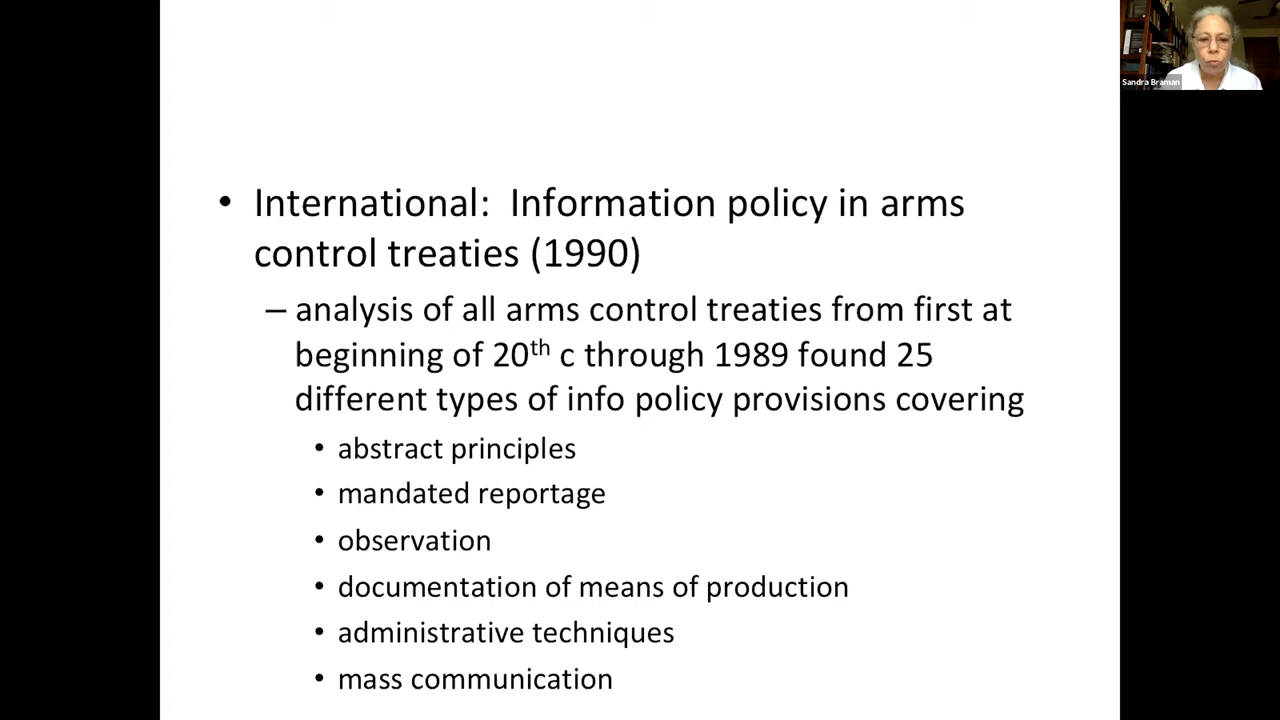 Sandra Braman
• International: Information policy in arms
control treaties (1990)
– analysis of all arms control treaties from first at
beginning of 20th c through 1989 found 25
different types of info policy provisions covering
• abstract principles
• mandated reportage
• observation
• documentation of means of production
• administrative techniques
• mass communication